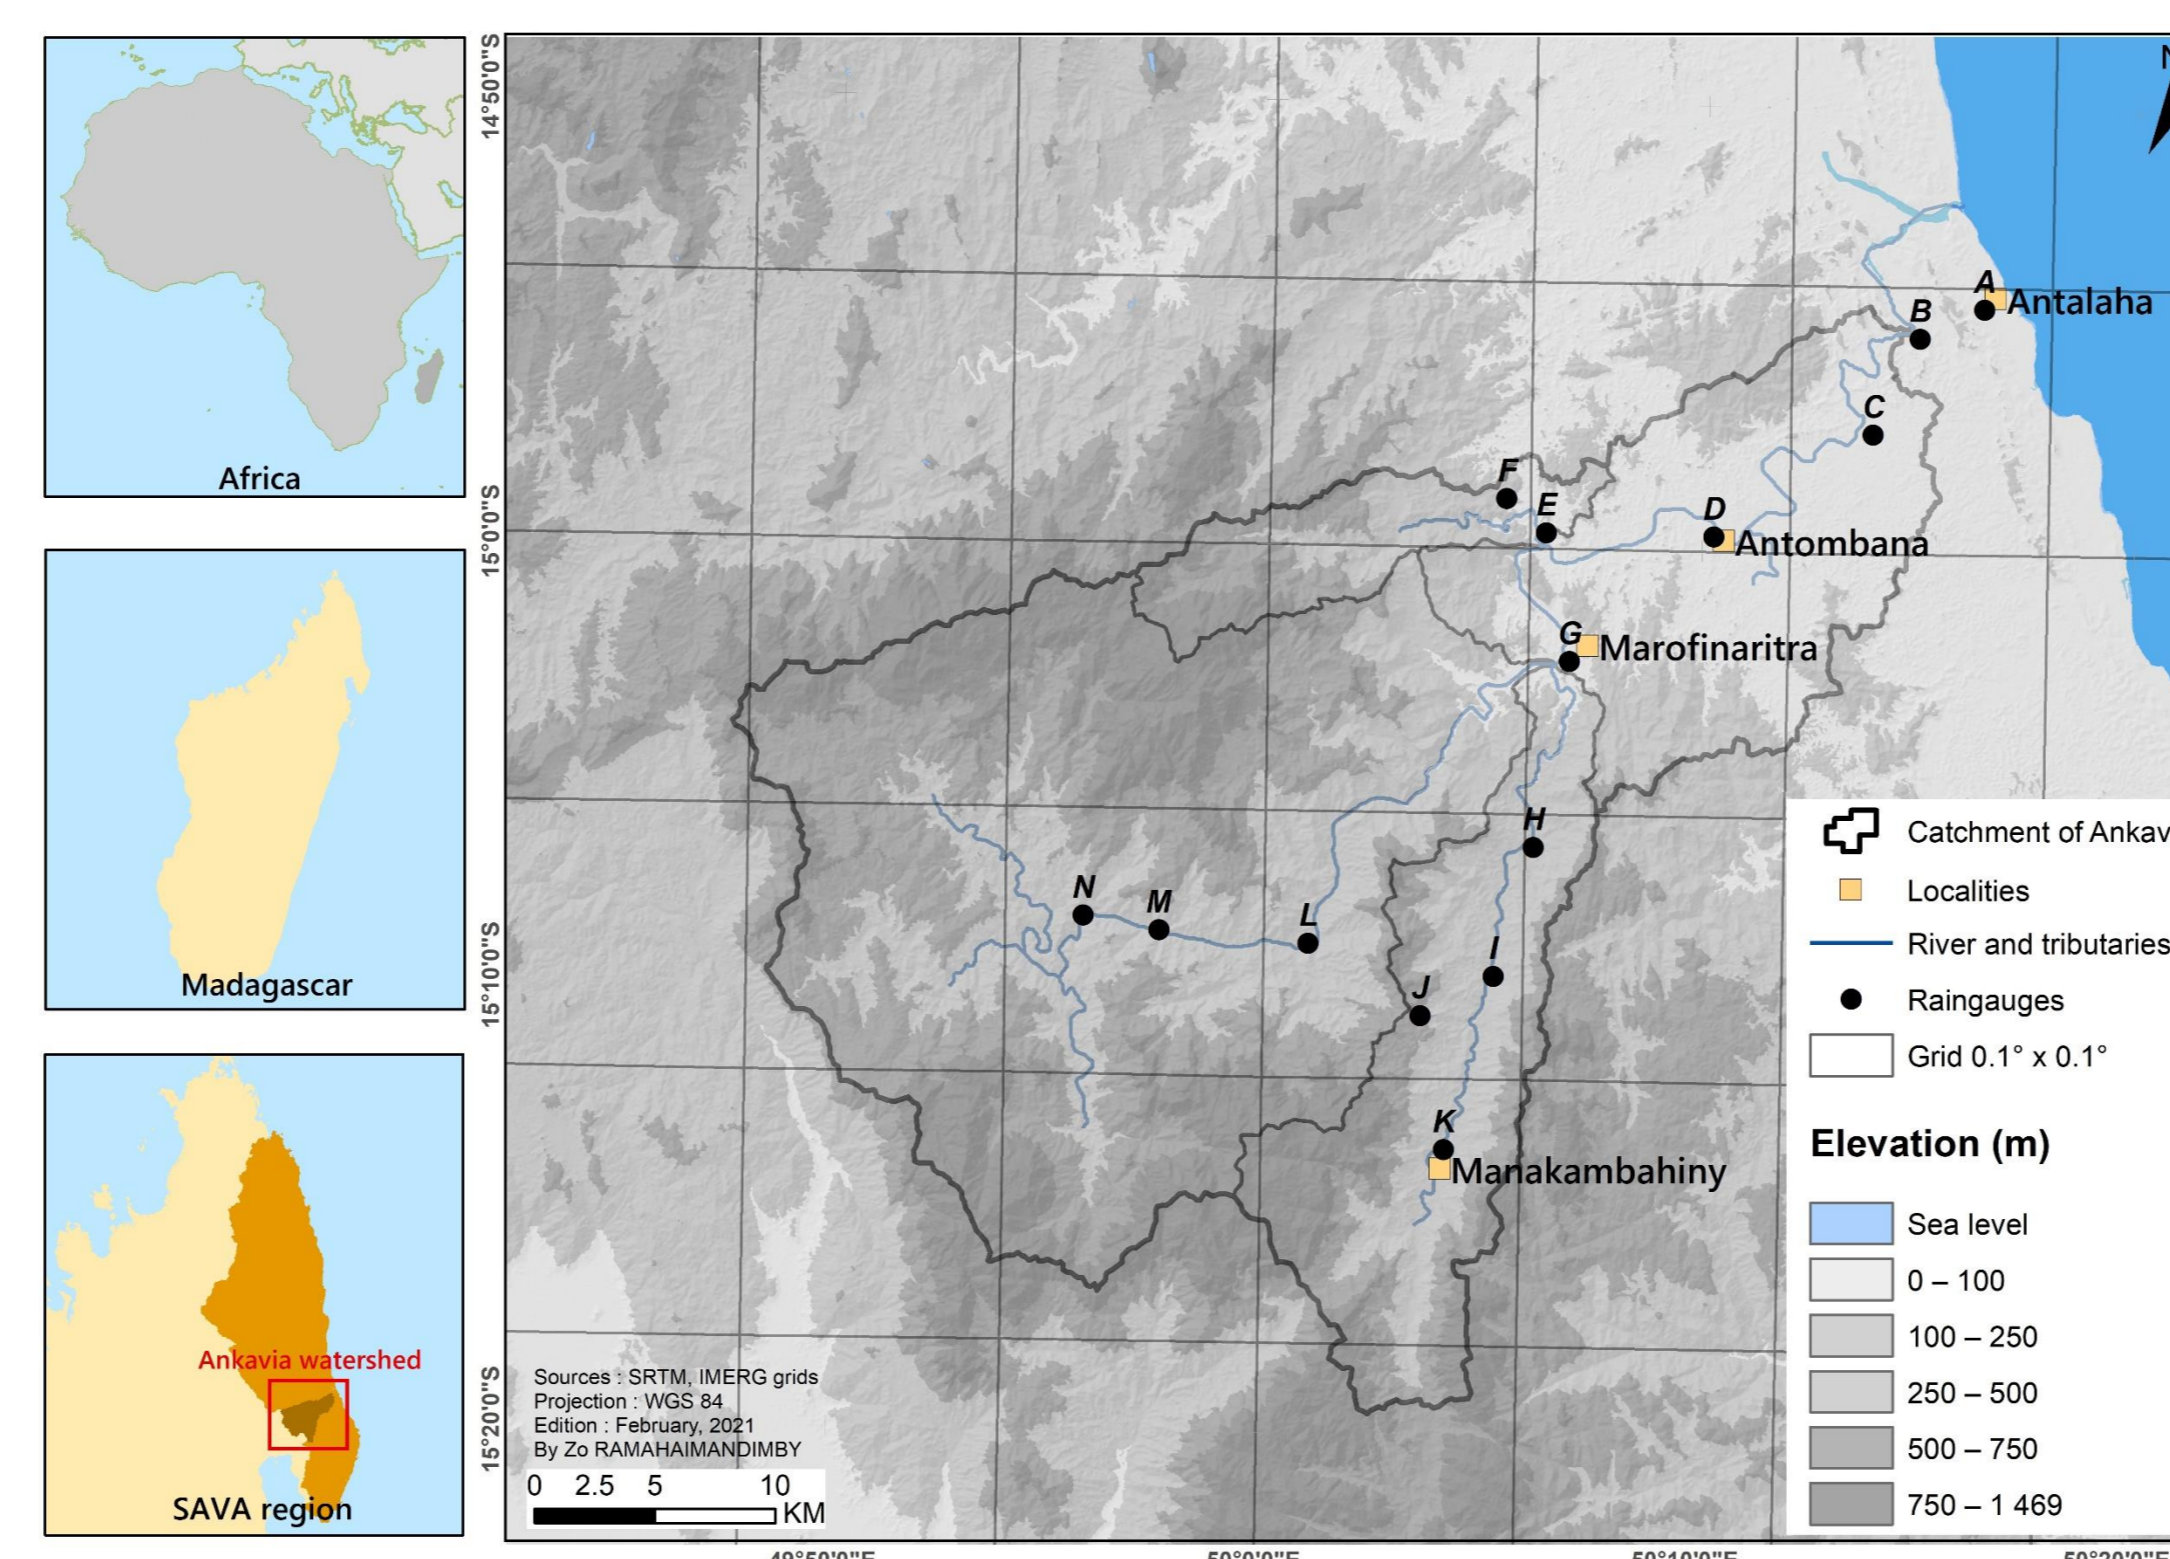 Africa
Madagascar
Ankavia watershed
SAVA region
14°50'0"S
15°0'0"S
15°10'0"S
15°20'0"S
N
A
Antalaha
B
C
F
E
D
Antombana
G
Marofinaritra
H
N
M
L
I
J
K
Manakambahiny
Sources : SRTM, IMERG grids
Projection : WGS 84
Edition : February, 2021
By Zo RAMAHAIMANDIMBY
0 2.5 5 10
KM
Catchment of Ankav
Localities
River and tributaries
Raingauges
Grid 0.1° x 0.1°
Elevation (m)
Sea level
0 – 100
100 – 250
250 – 500
500 – 750
750 – 1 469